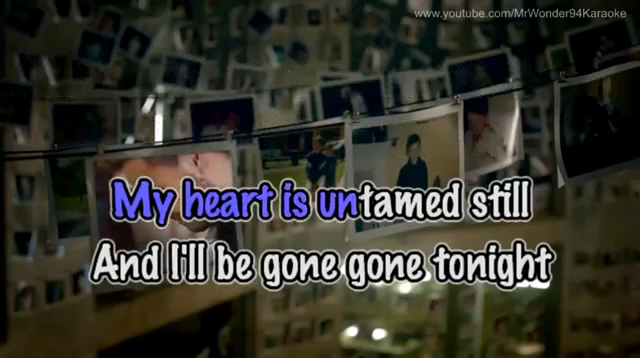 www.youtube.com/MrWonder94Karaoke
My heart is untamed still
And I'll be gone gone tonight